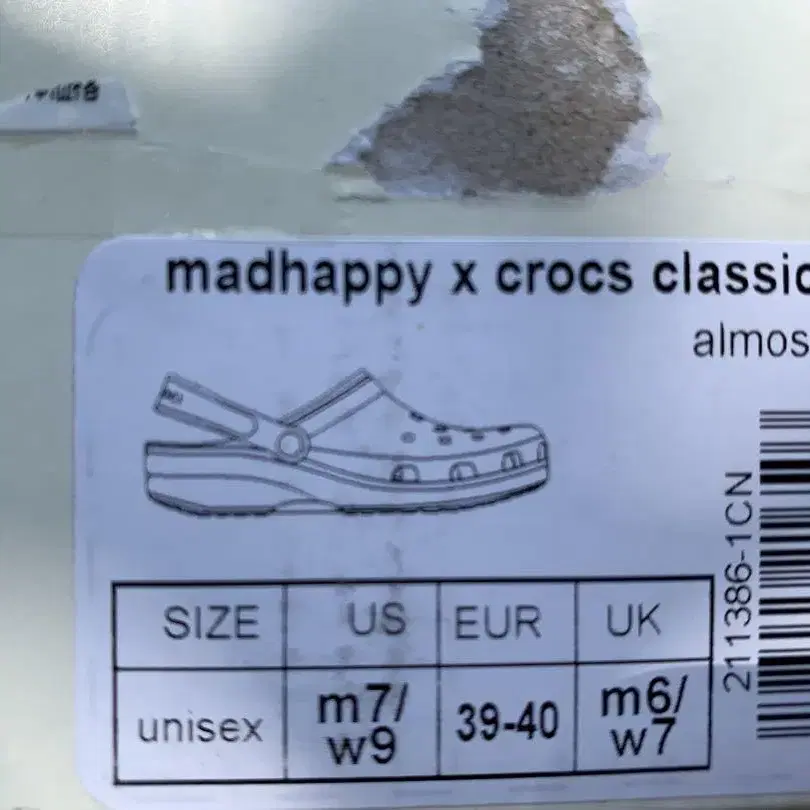 madhappy x crocs classic
almos
211386-1CN
SIZE US EUR UK
unisex m7/w9 39-40 m6/w7